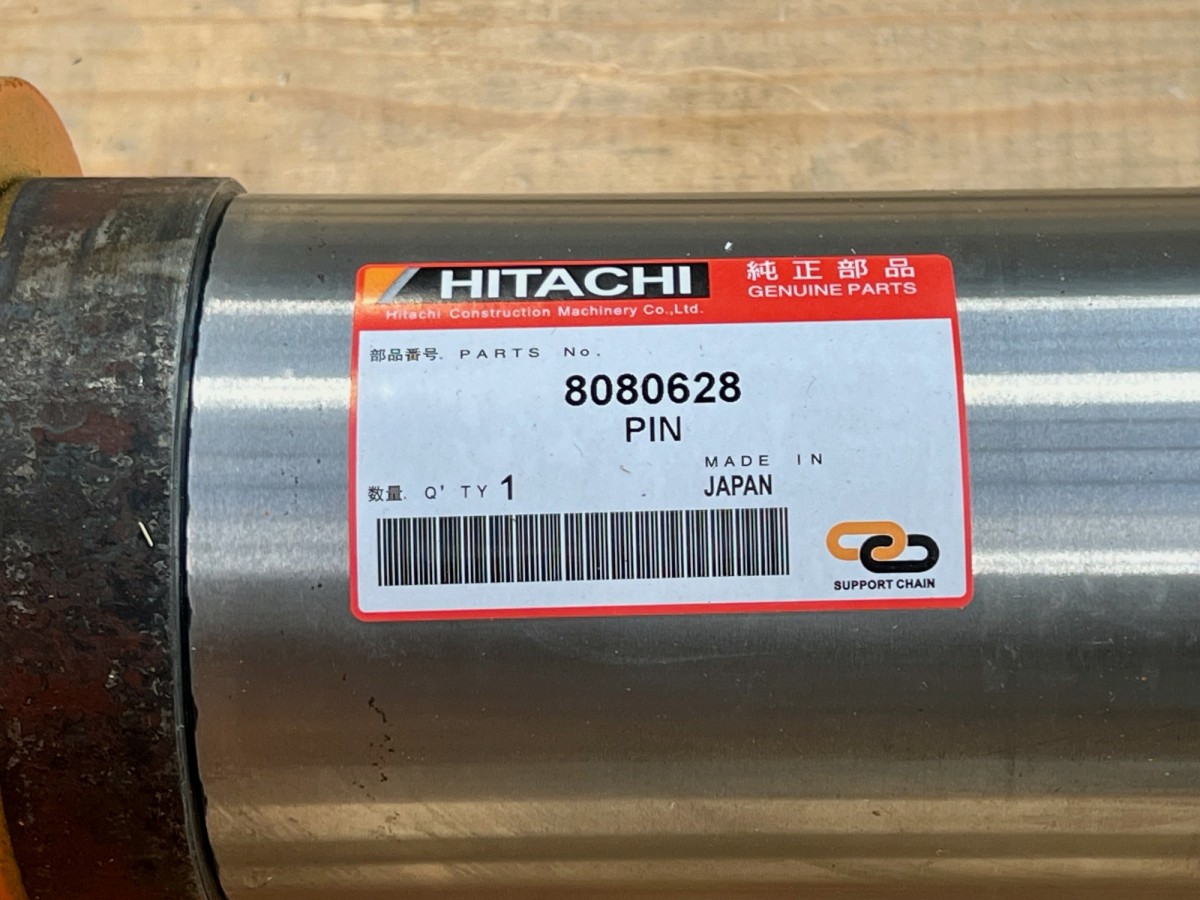 HITACHI
Hitachi Construction Machinery Co.,Ltd.
純正部品
GENUINE PARTS
部品番号. PARTS No.
8080628
PIN
MADE IN
JAPAN
数量. Q'TY 1
SUPPORT CHAIN